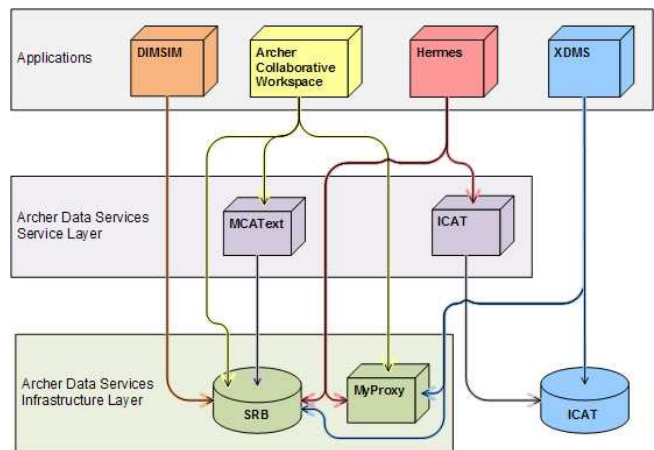 Applications
DIMSIM
Archer
Collaborative
Workspace
Hermes
XDMS
Archer Data Services
Service Layer
MCAText
ICAT
Archer Data Services
Infrastructure Layer
SRB
MyProxy
ICAT